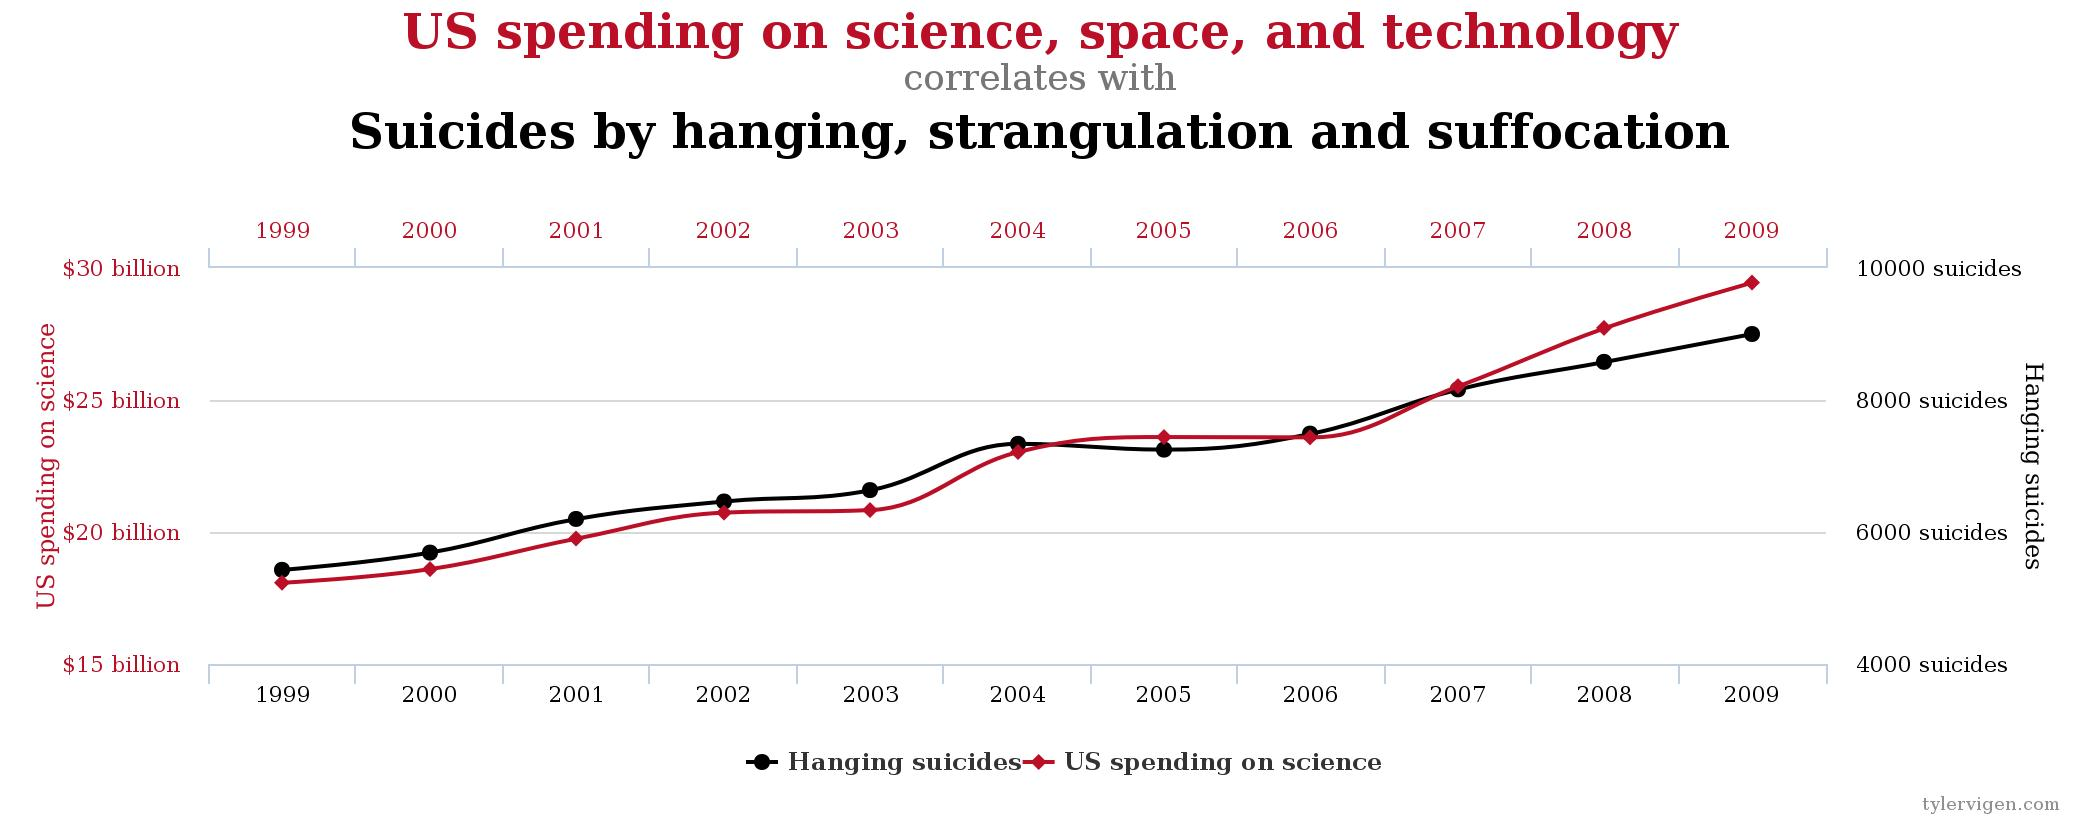 US spending on science, space, and technology
correlates with
Suicides by hanging, strangulation and suffocation
1999 2000 2001 2002 2003 2004 2005 2006 2007 2008 2009
$30 billion 10000 suicides
$25 billion 8000 suicides
$20 billion 6000 suicides
$15 billion 4000 suicides
US spending on science
Hanging suicides
1999 2000 2001 2002 2003 2004 2005 2006 2007 2008 2009
Hanging suicides US spending on science
tylervigen.com